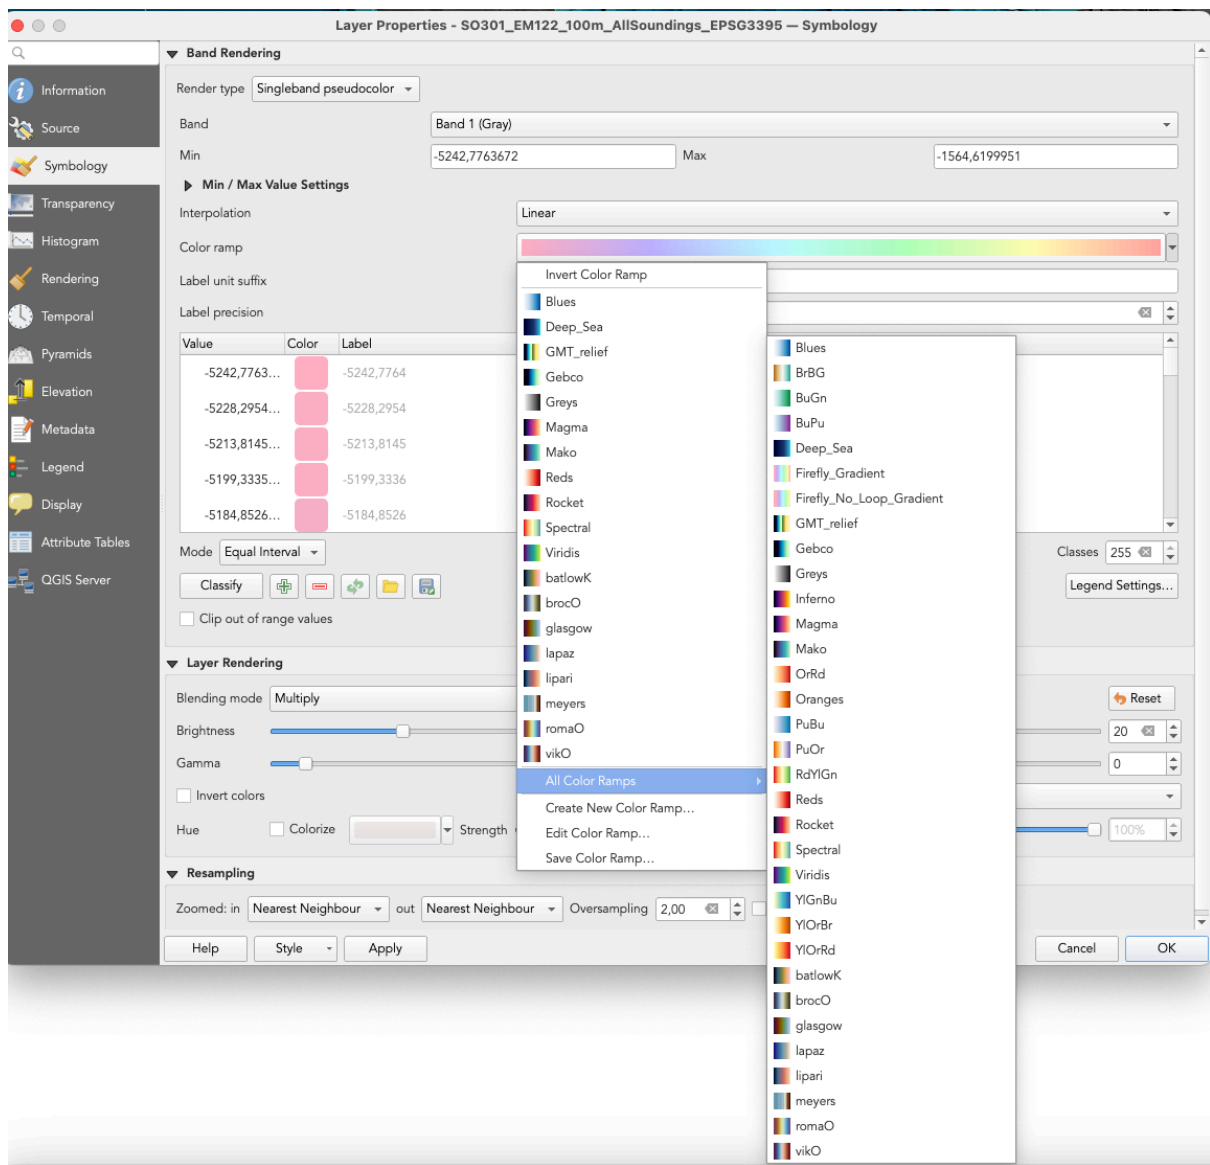 Layer Properties - SO301_EM122_100m_AllSoundings_EPSG3395 — Symbology
Information
Source
Symbology
Transparency
Histogram
Rendering
Temporal
Pyramids
Elevation
Metadata
Legend
Display
Attribute Tables
QGIS Server
Band Rendering
Render type Singleband pseudocolor
Band Band 1 (Gray)
Min -5242,7763672 Max -1564,6199951
Min / Max Value Settings
Interpolation Linear
Color ramp
Label unit suffix
Label precision
Value Color Label
-5242,7763... -5242,7764
-5228,2954... -5228,2954
-5213,8145... -5213,8145
-5199,3335... -5199,3336
-5184,8526... -5184,8526
Mode Equal Interval Classes 255
Classify Legend Settings...
Clip out of range values
Layer Rendering
Blending mode Multiply Reset
Brightness 20
Gamma 0
Invert colors
Hue Colorize Strength 100%
Resampling
Zoomed: in Nearest Neighbour out Nearest Neighbour Oversampling 2,00
Help Style Apply Cancel OK
Invert Color Ramp
Blues
Deep_Sea
GMT_relief
Gebco
Greys
Magma
Mako
Reds
Rocket
Spectral
Viridis
batlowK
brocO
glasgow
lapaz
lipari
meyers
romaO
vikO
All Color Ramps
Create New Color Ramp...
Edit Color Ramp...
Save Color Ramp...
Blues
BrBG
BuGn
BuPu
Deep_Sea
Firefly_Gradient
Firefly_No_Loop_Gradient
GMT_relief
Gebco
Greys
Inferno
Magma
Mako
OrRd
Oranges
PuBu
PuOr
RdYlGn
Reds
Rocket
Spectral
Viridis
YlGnBu
YlOrBr
YlOrRd
batlowK
brocO
glasgow
lapaz
lipari
meyers
romaO
vikO